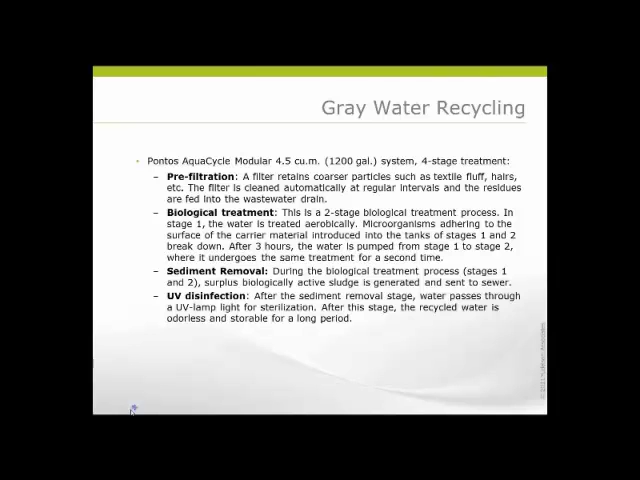 Gray Water Recycling
• Pontos AquaCycle Modular 4.5 cu.m. (1200 gal.) system, 4-stage treatment:
– Pre-filtration: A filter retains coarser particles such as textile fluff, hairs,
etc. The filter is cleaned automatically at regular intervals and the residues
are fed into the wastewater drain.
– Biological treatment: This is a 2-stage biological treatment process. In
stage 1, the water is treated aerobically. Microorganisms adhering to the
surface of the carrier material introduced into the tanks of stages 1 and 2
break down. After 3 hours, the water is pumped from stage 1 to stage 2,
where it undergoes the same treatment for a second time.
– Sediment Removal: During the biological treatment process (stages 1
and 2), surplus biologically active sludge is generated and sent to sewer.
– UV disinfection: After the sediment removal stage, water passes through
a UV-lamp light for sterilization. After this stage, the recycled water is
odorless and storable for a long period.